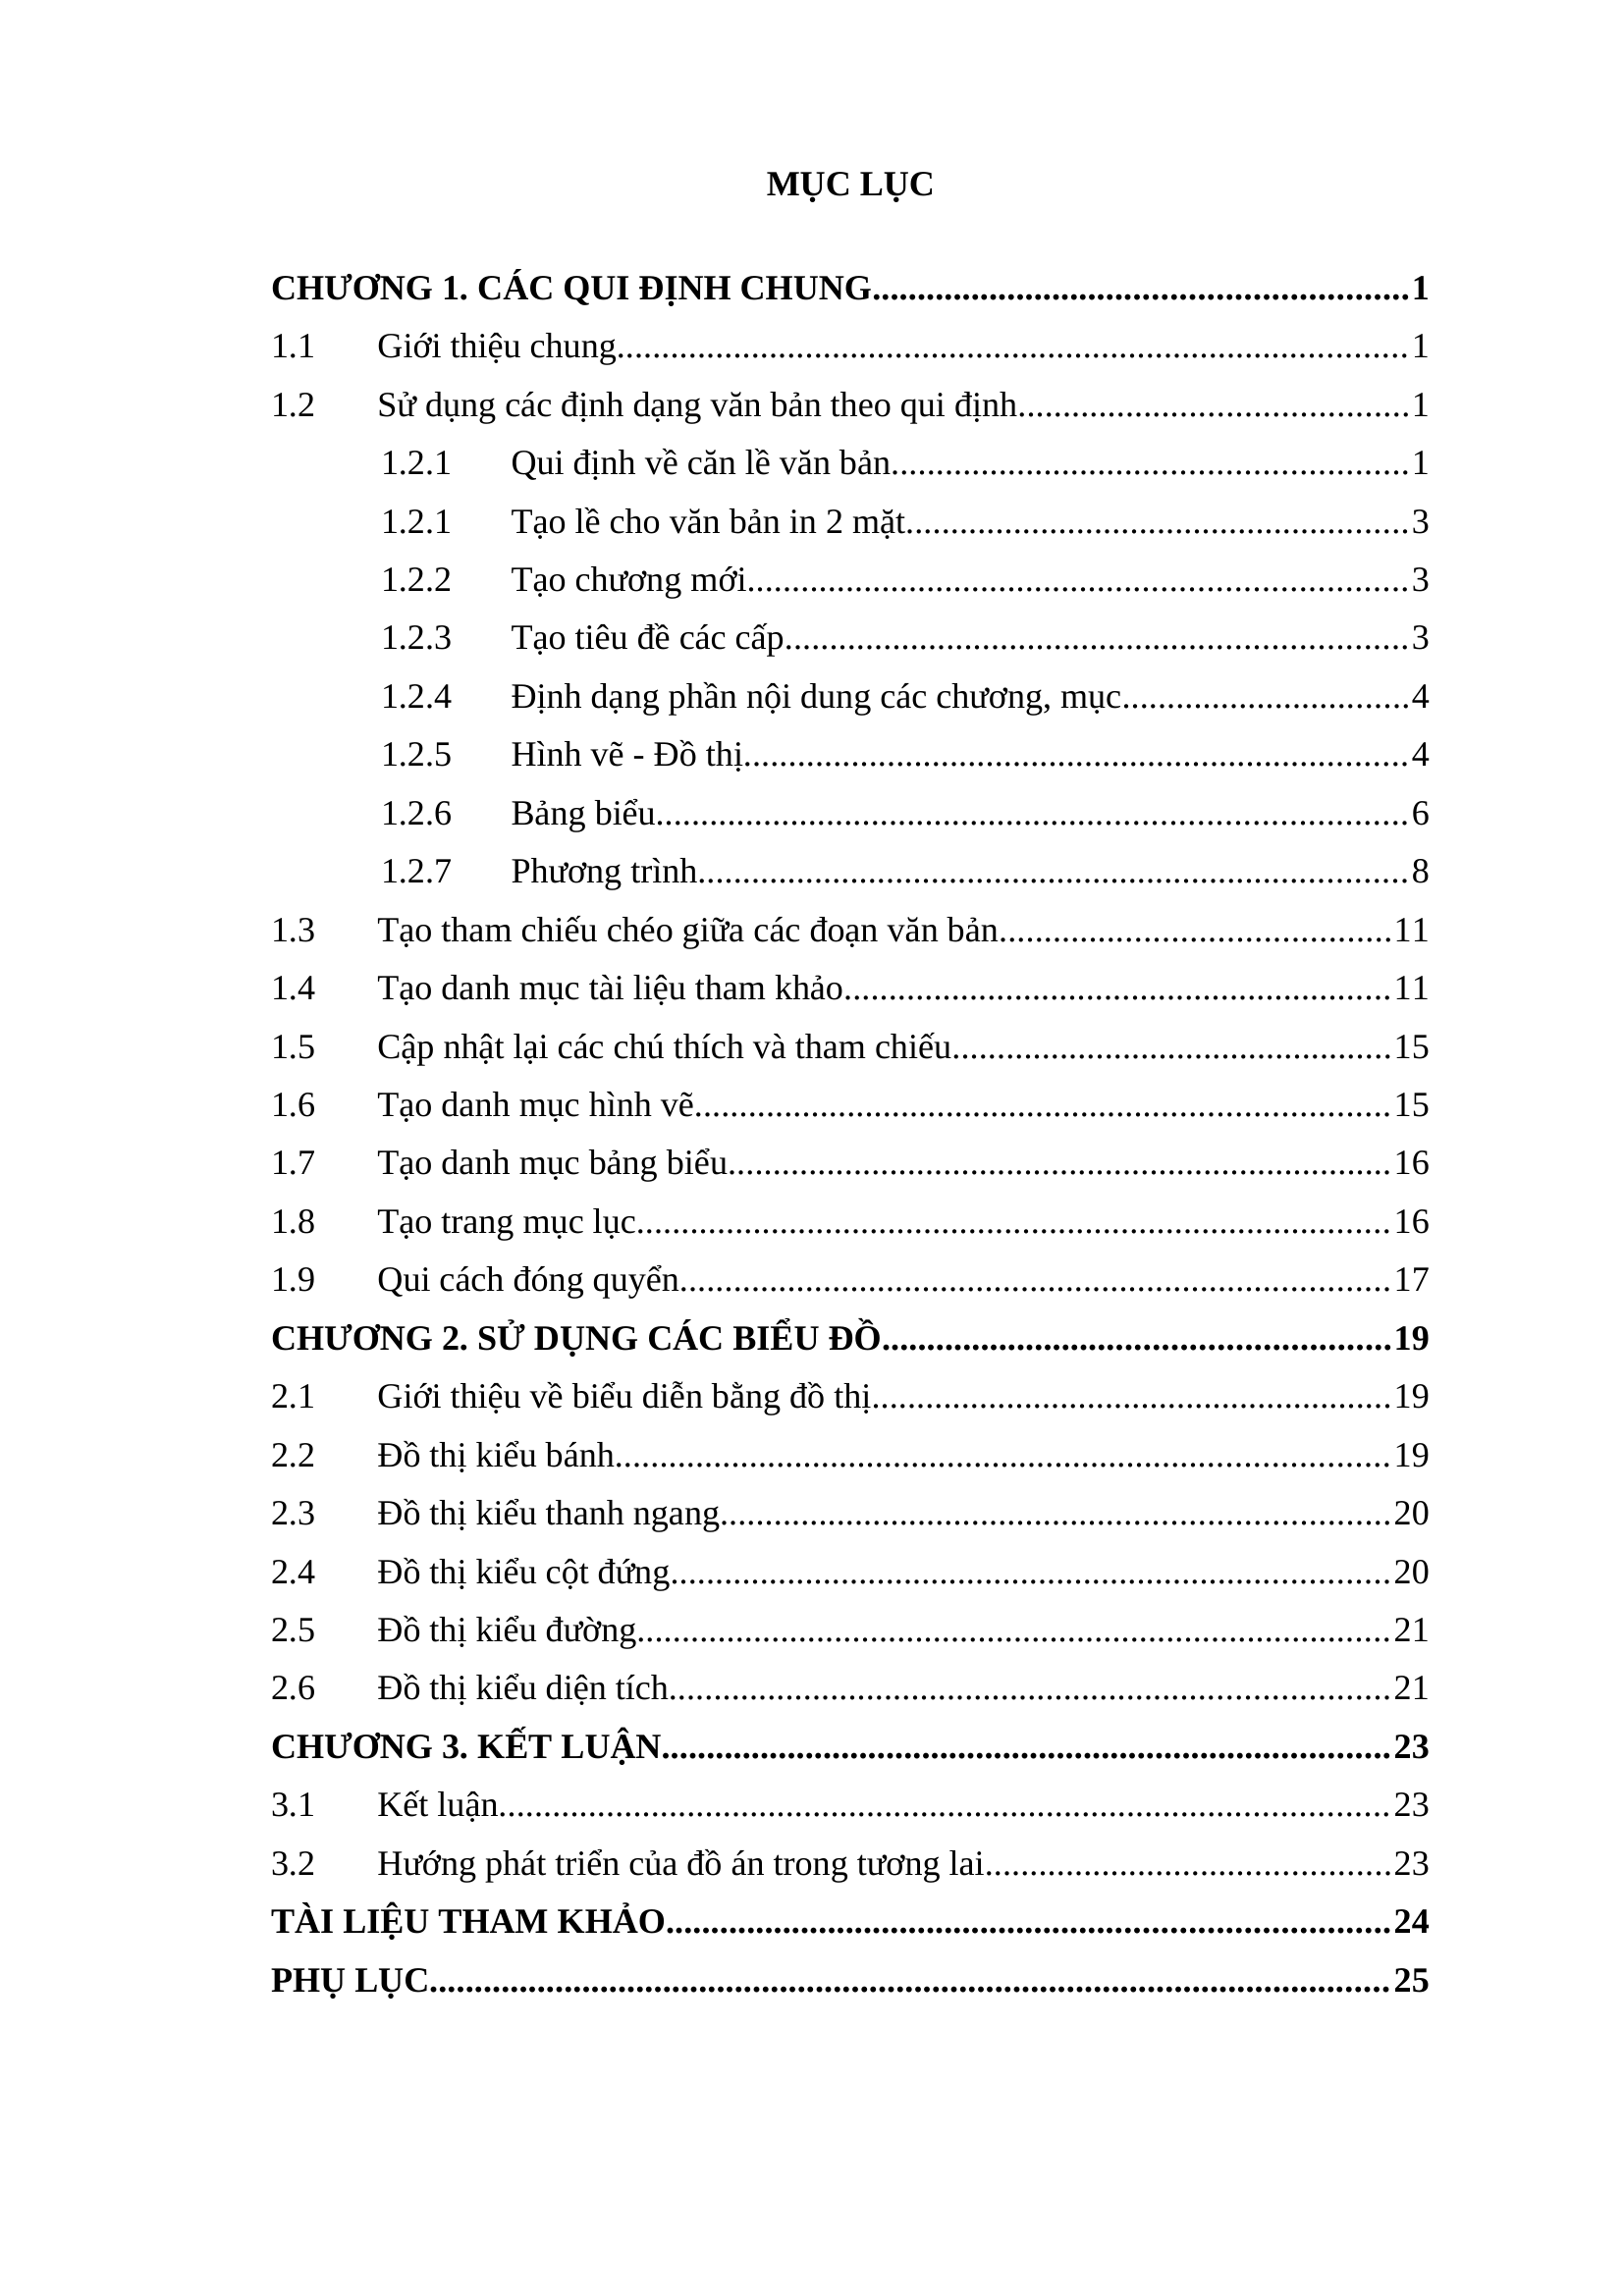 MỤC LỤC
CHƯƠNG 1. CÁC QUI ĐỊNH CHUNG............................................................1
1.1 Giới thiệu chung........................................................................................1
1.2 Sử dụng các định dạng văn bản theo qui định...........................................1
1.2.1 Qui định về căn lề văn bản..........................................................1
1.2.1 Tạo lề cho văn bản in 2 mặt........................................................3
1.2.2 Tạo chương mới..........................................................................3
1.2.3 Tạo tiêu đề các cấp.....................................................................3
1.2.4 Định dạng phần nội dung các chương, mục................................4
1.2.5 Hình vẽ - Đồ thị..........................................................................4
1.2.6 Bảng biểu....................................................................................6
1.2.7 Phương trình...............................................................................8
1.3 Tạo tham chiếu chéo giữa các đoạn văn bản............................................11
1.4 Tạo danh mục tài liệu tham khảo.............................................................11
1.5 Cập nhật lại các chú thích và tham chiếu.................................................15
1.6 Tạo danh mục hình vẽ..............................................................................15
1.7 Tạo danh mục bảng biểu..........................................................................16
1.8 Tạo trang mục lục....................................................................................16
1.9 Qui cách đóng quyển...............................................................................17
CHƯƠNG 2. SỬ DỤNG CÁC BIỂU ĐỒ.........................................................19
2.1 Giới thiệu về biểu diễn bằng đồ thị..........................................................19
2.2 Đồ thị kiểu bánh.......................................................................................19
2.3 Đồ thị kiểu thanh ngang...........................................................................20
2.4 Đồ thị kiểu cột đứng.................................................................................20
2.5 Đồ thị kiểu đường....................................................................................21
2.6 Đồ thị kiểu diện tích.................................................................................21
CHƯƠNG 3. KẾT LUẬN.................................................................................23
3.1 Kết luận...................................................................................................23
3.2 Hướng phát triển của đồ án trong tương lai..............................................23
TÀI LIỆU THAM KHẢO.................................................................................24
PHỤ LỤC...........................................................................................................25